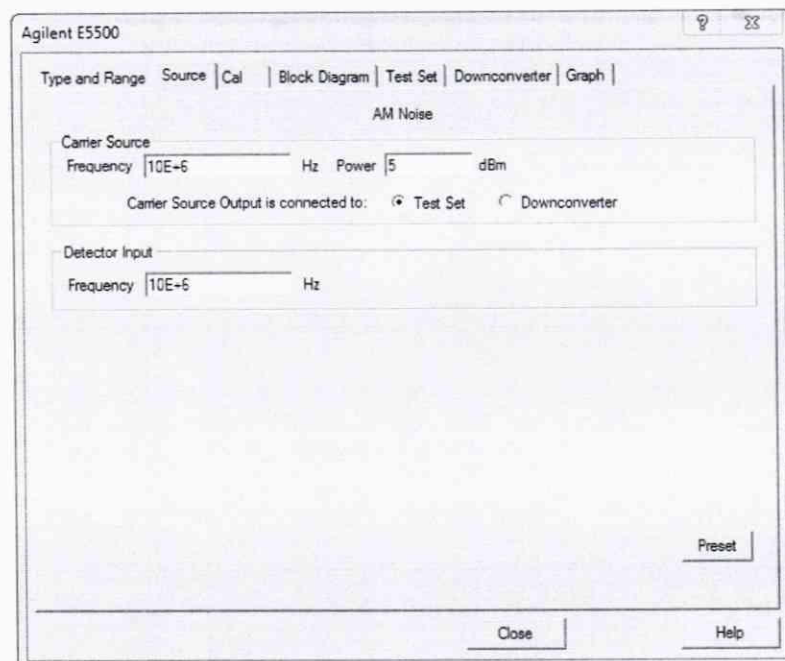 Agilent E5500
Type and Range Source Cal Block Diagram Test Set Downconverter Graph
AM Noise
Carrier Source
Frequency 10E+6 Hz Power 5 dBm
Carrier Source Output is connected to: Test Set Downconverter
Detector Input
Frequency 10E+6 Hz
Preset
Close Help